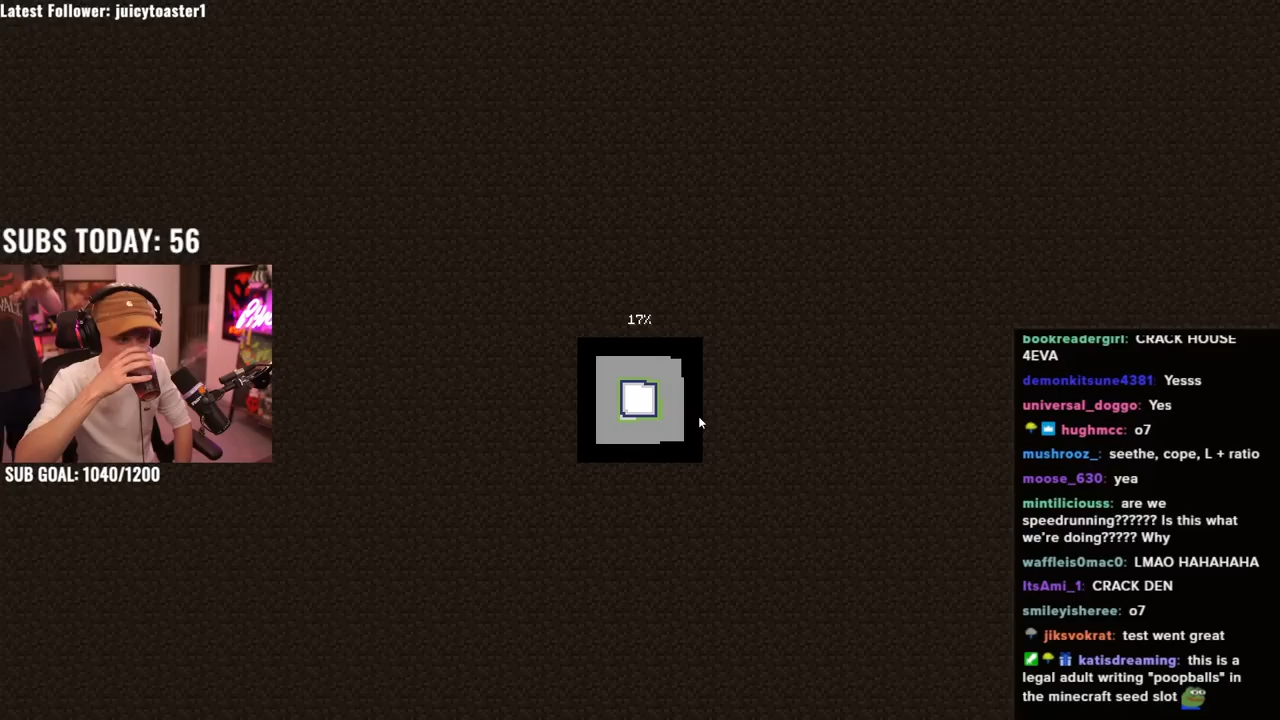 Latest Follower: juicytoaster1
SUBS TODAY: 56
SUB GOAL: 1040/1200
17%
bookreadergirl: CRACK HOUSE
4EVA
demonkitsune4381: Yesss
universal_doggo: Yes
hughmcc: o7
mushrooz_: seethe, cope, L + ratio
moose_630: yea
mintiliciouss: are we
speedrunning?????? Is this what
we're doing????? Why
waffleis0mac0: LMAO HAHAHAHA
ItsAmi_1: CRACK DEN
smileyisheree: o7
jiksvokrat: test went great
katisdreaming: this is a
legal adult writing "poopballs" in
the minecraft seed slot